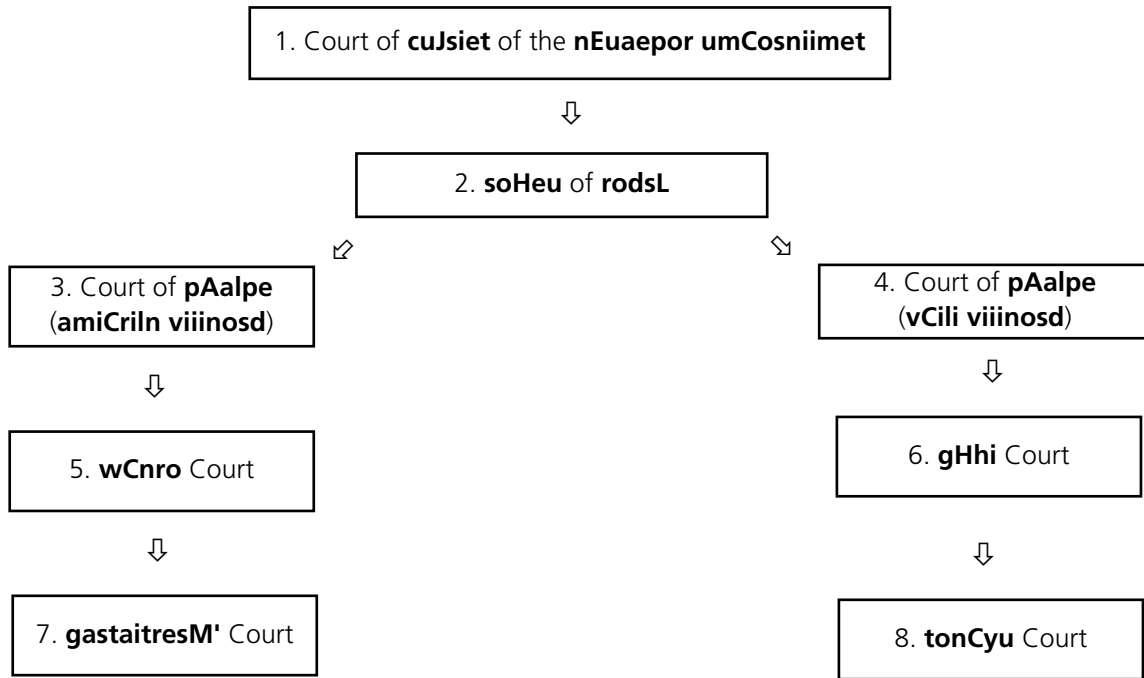 1. Court of cuJsiet of the nEuaepor umCosniimet
2. soHeu of rodsL
3. Court of pAalpe
(amiCriln viiinosd)
4. Court of pAalpe
(vCili viiinosd)
5. wCnro Court
6. gHhi Court
7. gastaitresM' Court
8. tonCyu Court